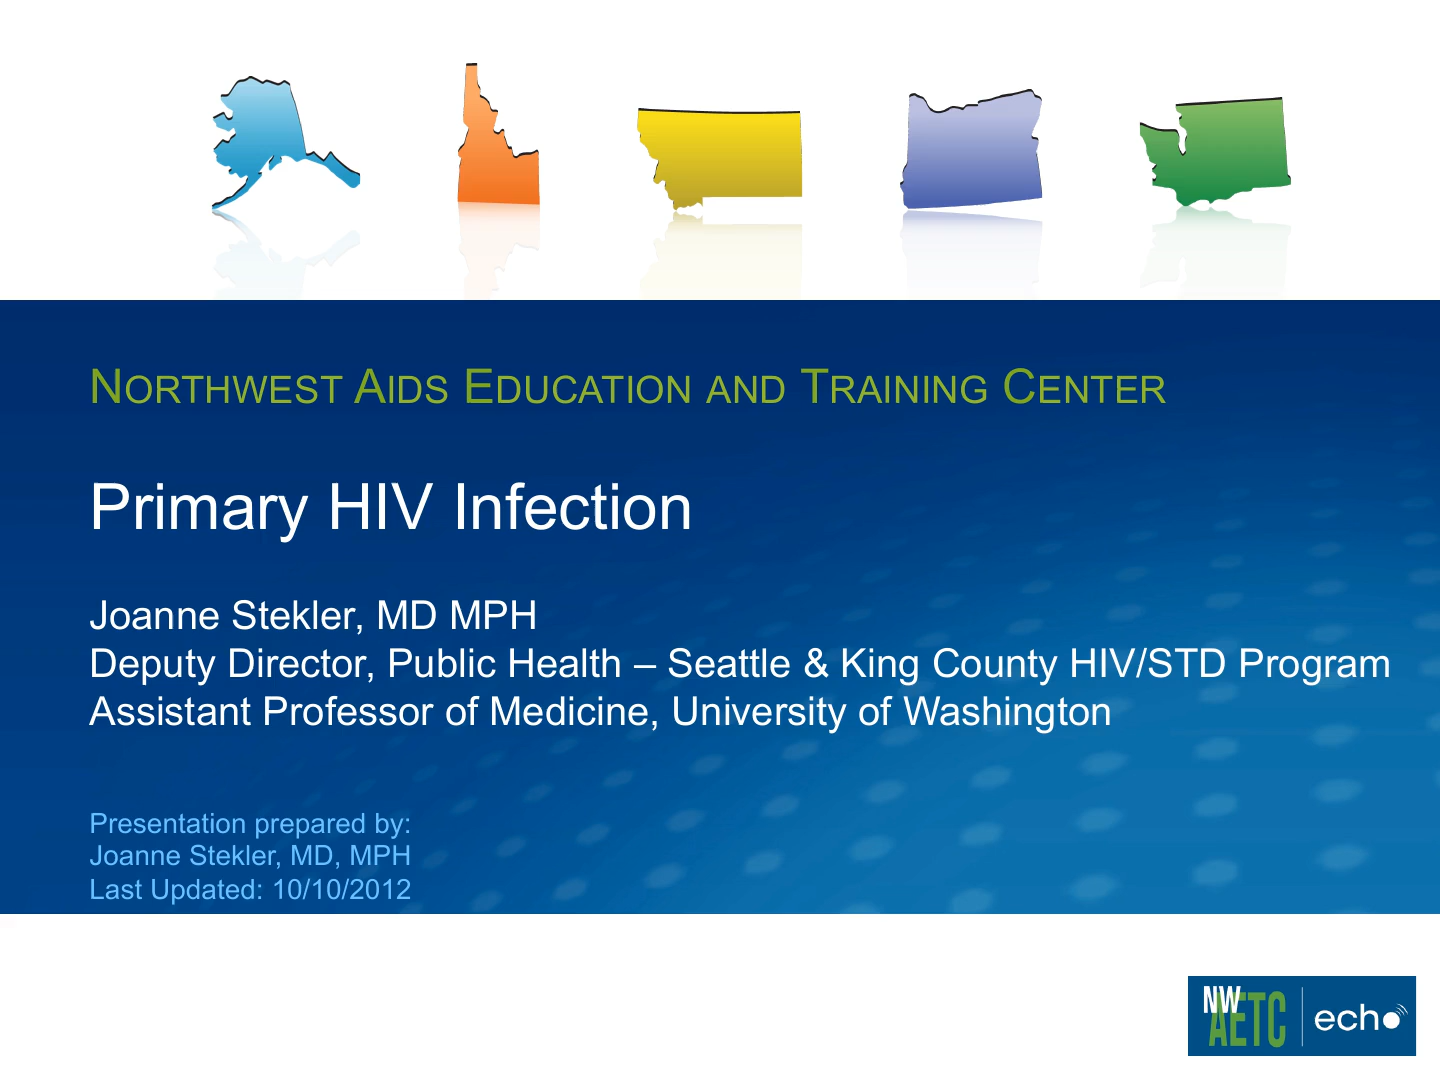 NORTHWEST AIDS EDUCATION AND TRAINING CENTER
Primary HIV Infection
Joanne Stekler, MD MPH
Deputy Director, Public Health – Seattle & King County HIV/STD Program
Assistant Professor of Medicine, University of Washington
Presentation prepared by:
Joanne Stekler, MD, MPH
Last Updated: 10/10/2012
NW AETC | echo